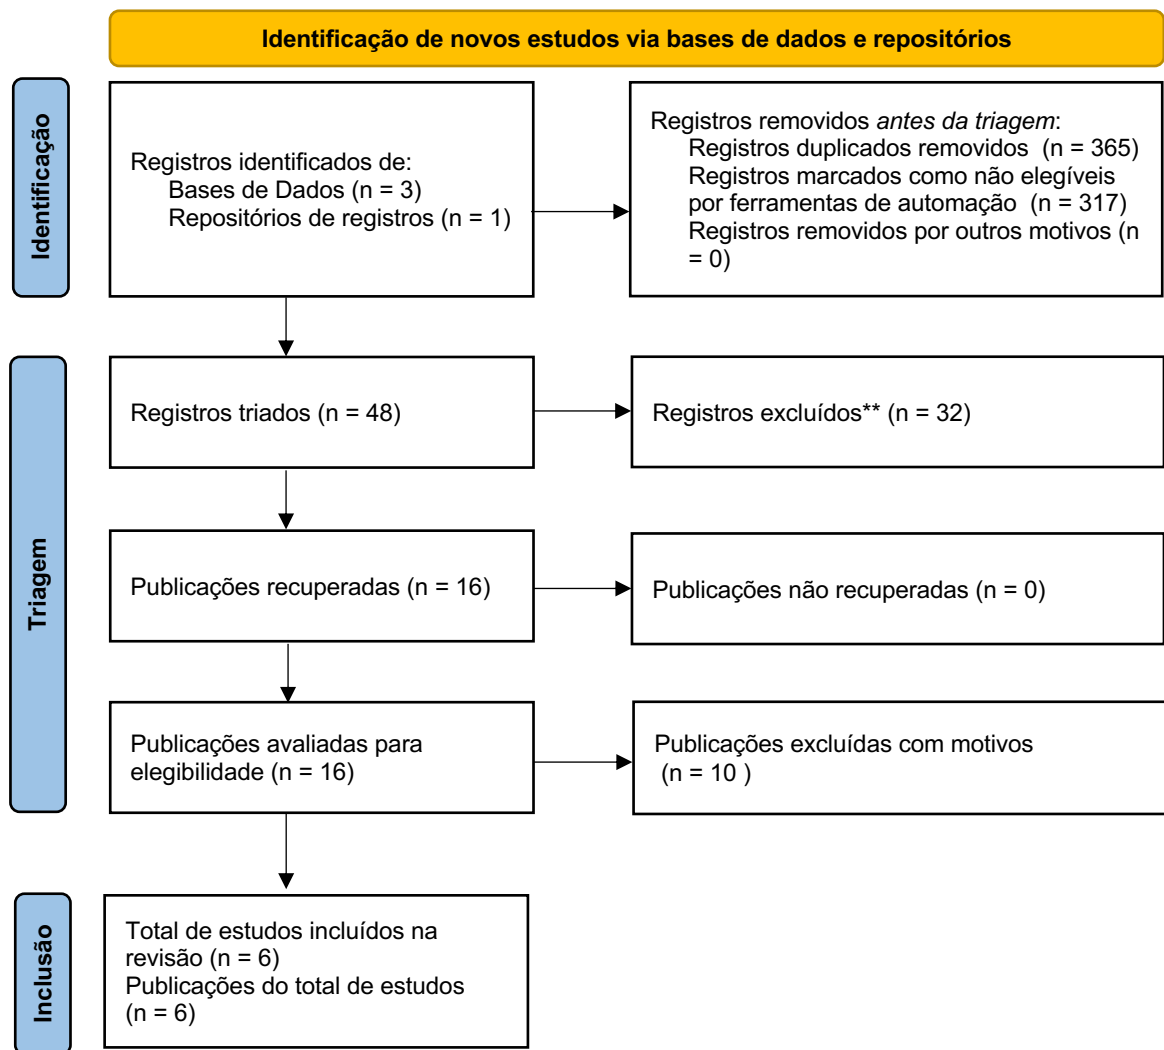 Identificação de novos estudos via bases de dados e repositórios
Identificação
Registros identificados de:
Bases de Dados (n = 3)
Repositórios de registros (n = 1)
Registros removidos antes da triagem:
Registros duplicados removidos  (n = 365)
Registros marcados como não elegíveis
por ferramentas de automação  (n = 317)
Registros removidos por outros motivos (n
= 0)
Triagem
Registros triados (n = 48)
Registros excluídos** (n = 32)
Publicações recuperadas (n = 16)
Publicações não recuperadas (n = 0)
Publicações avaliadas para
elegibilidade (n = 16)
Publicações excluídas com motivos
(n = 10 )
Inclusão
Total de estudos incluídos na
revisão (n = 6)
Publicações do total de estudos
(n = 6)